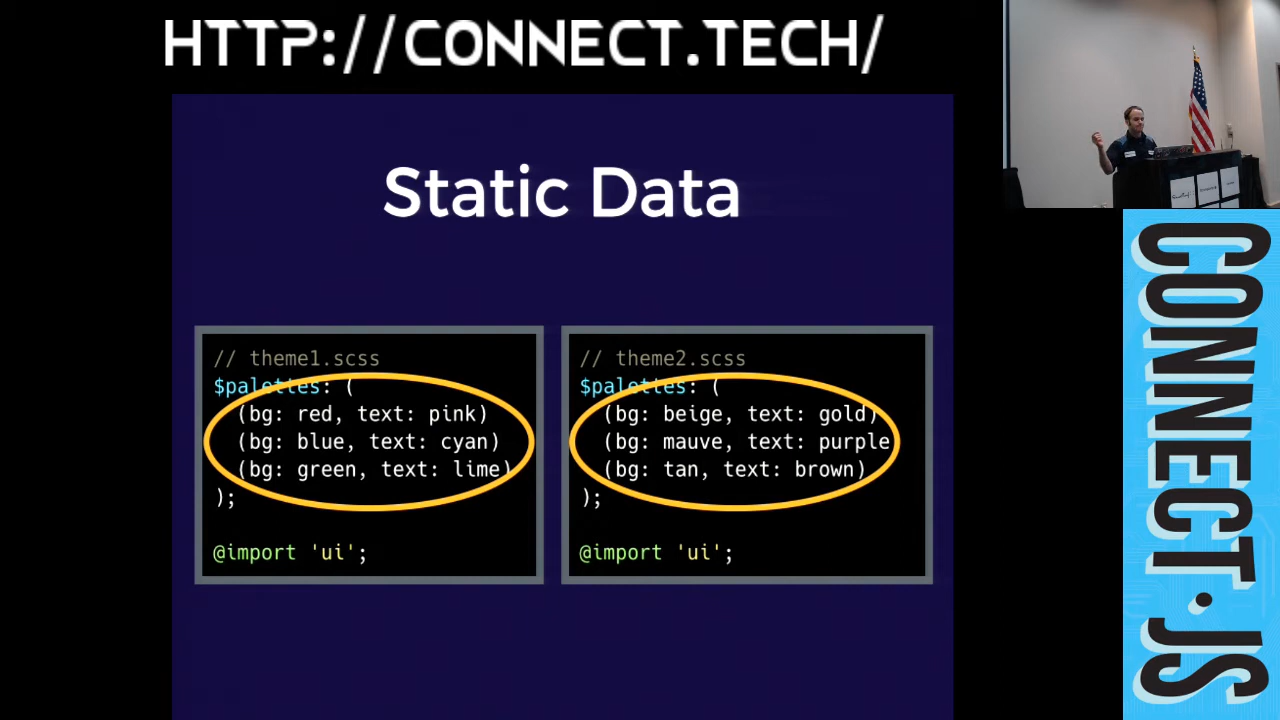 HTTP://CONNECT.TECH/
Static Data
// theme1.scss
$palettes: (
(bg: red, text: pink)
(bg: blue, text: cyan)
(bg: green, text: lime)
);
@import 'ui';
// theme2.scss
$palettes: (
(bg: beige, text: gold)
(bg: mauve, text: purple
(bg: tan, text: brown)
);
@import 'ui';
CONNECT.JS